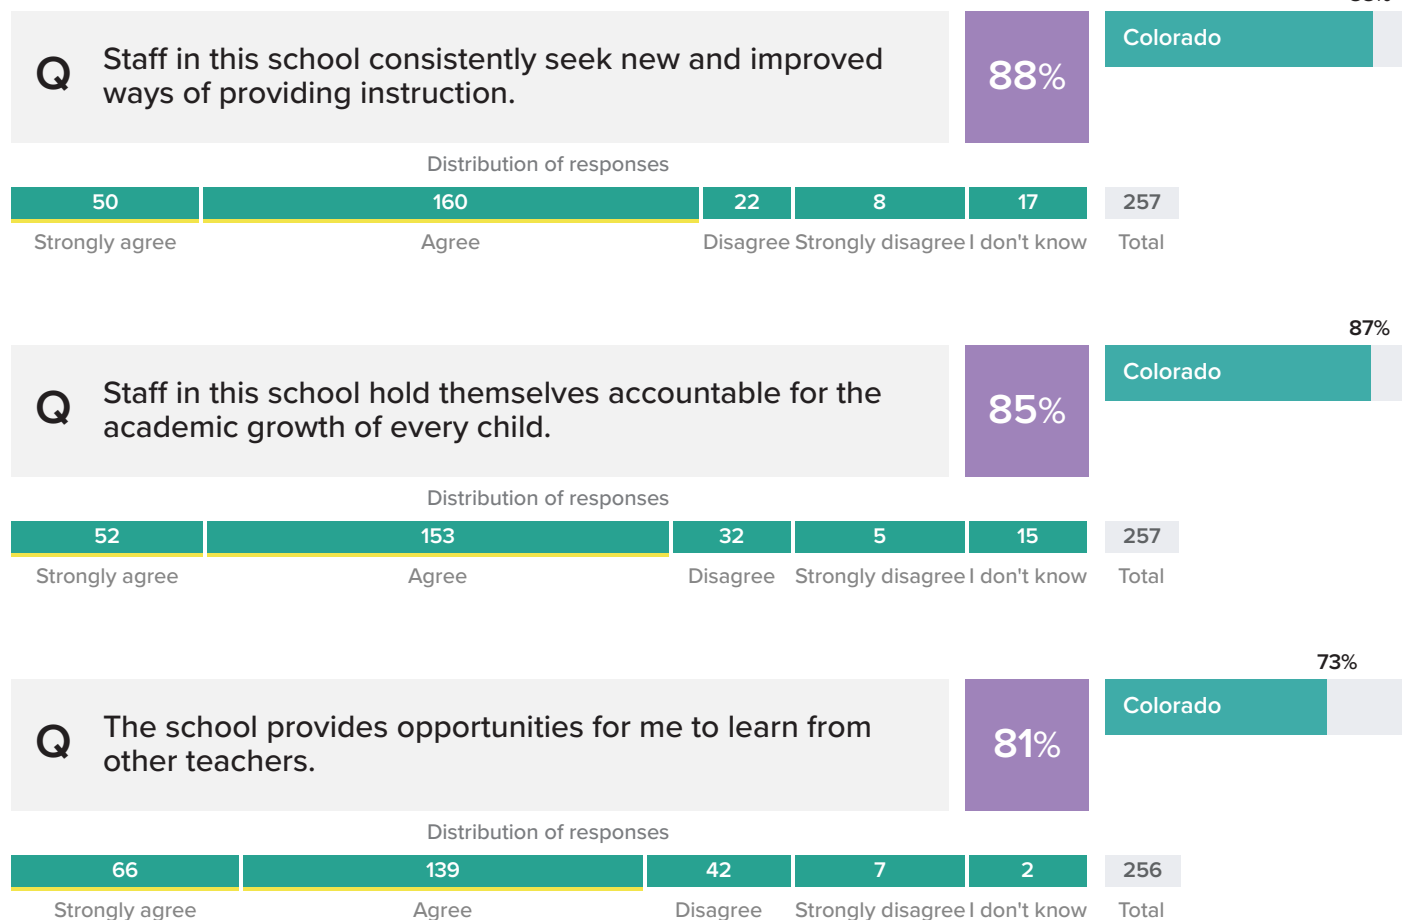 Q Staff in this school consistently seek new and improved
ways of providing instruction.
88%
Colorado
Distribution of responses
50 160 22 8 17 257
Strongly agree Agree Disagree Strongly disagree I don't know Total
87%
Q Staff in this school hold themselves accountable for the
academic growth of every child.
85%
Colorado
Distribution of responses
52 153 32 5 15 257
Strongly agree Agree Disagree Strongly disagree I don't know Total
73%
Q The school provides opportunities for me to learn from
other teachers.
81%
Colorado
Distribution of responses
66 139 42 7 2 256
Strongly agree Agree Disagree Strongly disagree I don't know Total